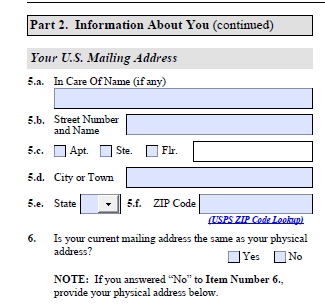 Part 2. Information About You (continued)
Your U.S. Mailing Address
5.a. In Care Of Name (if any)
5.b. Street Number
and Name
5.c. Apt. Ste. Flr.
5.d. City or Town
5.e. State 5.f. ZIP Code
(USPS ZIP Code Lookup)
6. Is your current mailing address the same as your physical
address?
Yes No
NOTE: If you answered “No” to Item Number 6.,
provide your physical address below.